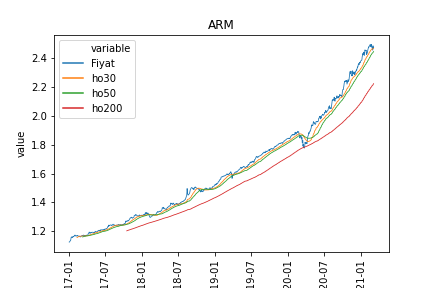 ARM
value
2.4
2.2
2.0
1.8
1.6
1.4
1.2
variable
Fiyat
ho30
ho50
ho200
17-01
17-07
18-01
18-07
19-01
19-07
20-01
20-07
21-01